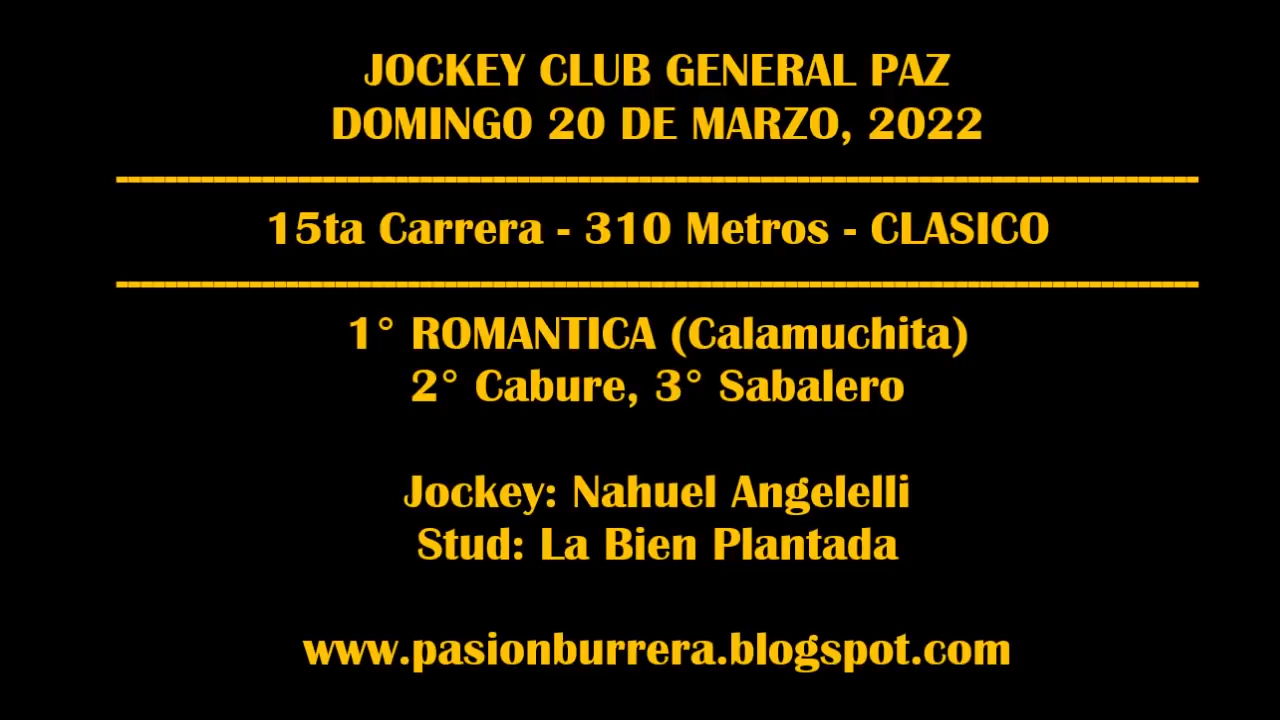 JOCKEY CLUB GENERAL PAZ
DOMINGO 20 DE MARZO, 2022
15ta Carrera - 310 Metros - CLASICO
1° ROMANTICA (Calamuchita)
2° Cabure, 3° Sabalero
Jockey: Nahuel Angelelli
Stud: La Bien Plantada
www.pasionburrera.blogspot.com